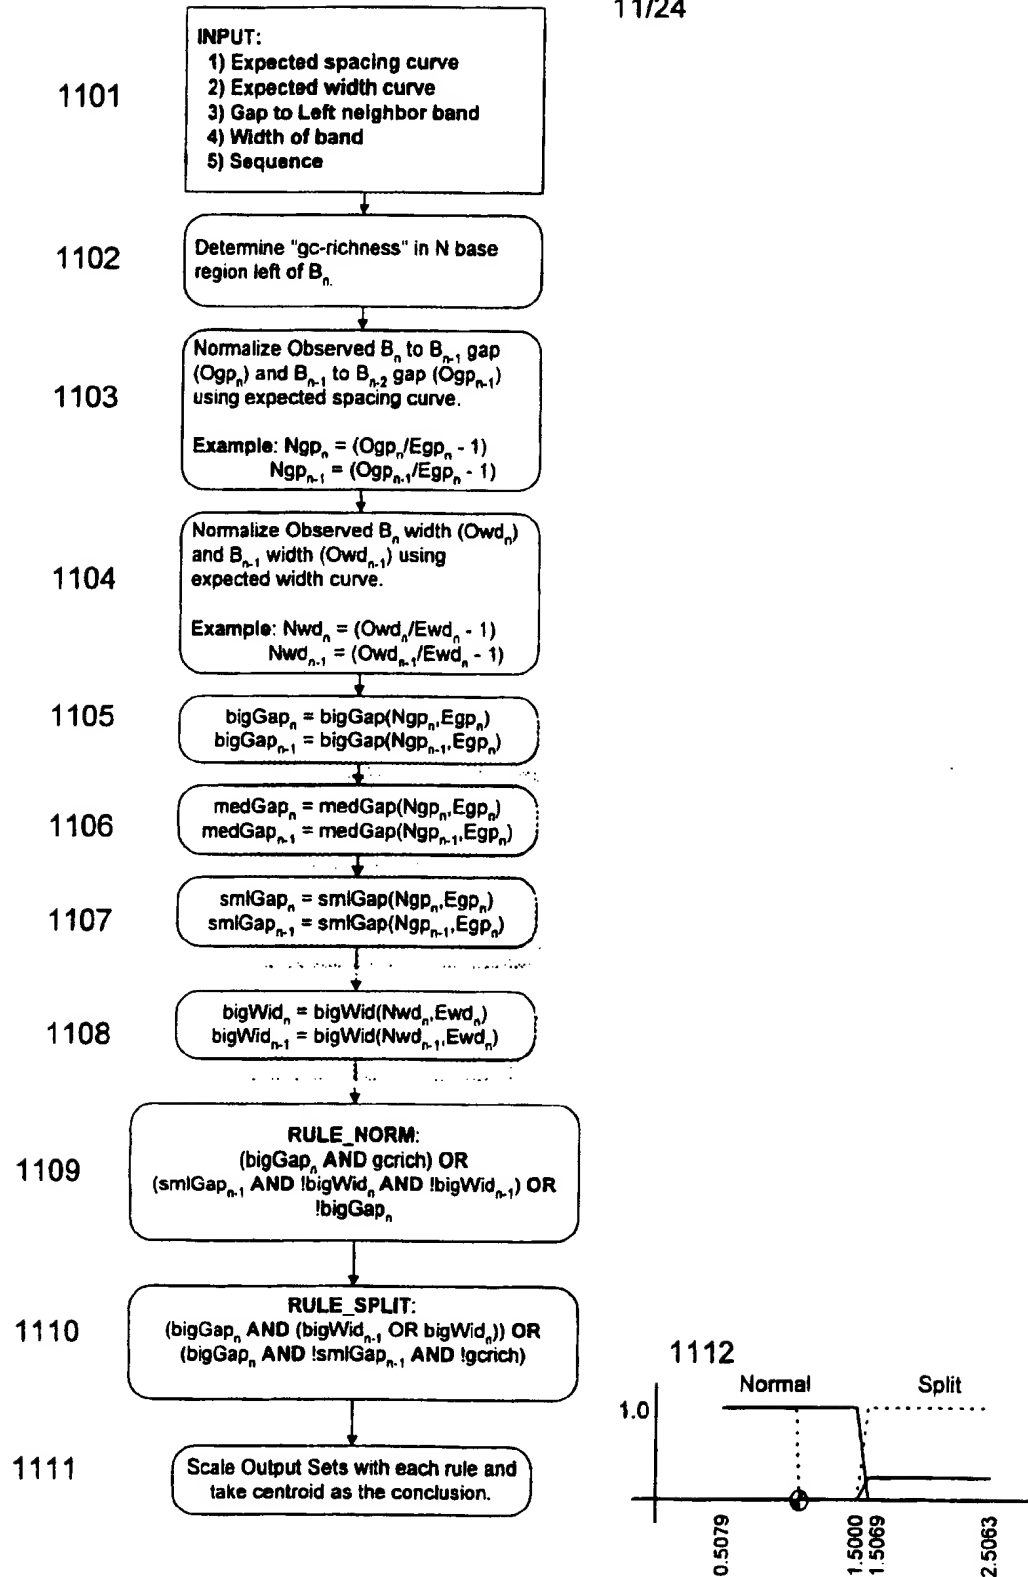 11/24
1101
INPUT:
1) Expected spacing curve
2) Expected width curve
3) Gap to Left neighbor band
4) Width of band
5) Sequence
1102
Determine "gc-richness" in N base
region left of Bₙ.
1103
Normalize Observed Bₙ to Bₙ₋₁ gap
(Ogpₙ) and Bₙ₋₁ to Bₙ₋₂ gap (Ogpₙ₋₁)
using expected spacing curve.
Example: Ngpₙ = (Ogpₙ/Egpₙ - 1)
Ngpₙ₋₁ = (Ogpₙ₋₁/Egpₙ - 1)
1104
Normalize Observed Bₙ width (Owdₙ)
and Bₙ₋₁ width (Owdₙ₋₁) using
expected width curve.
Example: Nwdₙ = (Owdₙ/Ewdₙ - 1)
Nwdₙ₋₁ = (Owdₙ₋₁/Ewdₙ - 1)
1105
bigGapₙ = bigGap(Ngpₙ,Egpₙ)
bigGapₙ₋₁ = bigGap(Ngpₙ₋₁,Egpₙ)
1106
medGapₙ = medGap(Ngpₙ,Egpₙ)
medGapₙ₋₁ = medGap(Ngpₙ₋₁,Egpₙ)
1107
smlGapₙ = smlGap(Ngpₙ,Egpₙ)
smlGapₙ₋₁ = smlGap(Ngpₙ₋₁,Egpₙ)
1108
bigWidₙ = bigWid(Nwdₙ,Ewdₙ)
bigWidₙ₋₁ = bigWid(Nwdₙ₋₁,Ewdₙ)
1109
RULE_NORM:
(bigGapₙ AND gcrich) OR
(smlGapₙ₋₁ AND !bigWidₙ AND !bigWidₙ₋₁) OR
!bigGapₙ
1110
RULE_SPLIT:
(bigGapₙ AND (bigWidₙ₋₁ OR bigWidₙ)) OR
(bigGapₙ AND !smlGapₙ₋₁ AND !gcrich)
1111
Scale Output Sets with each rule and
take centroid as the conclusion.
1112
Normal
Split
1.0
0.5079
1.5000
1.5069
2.5063